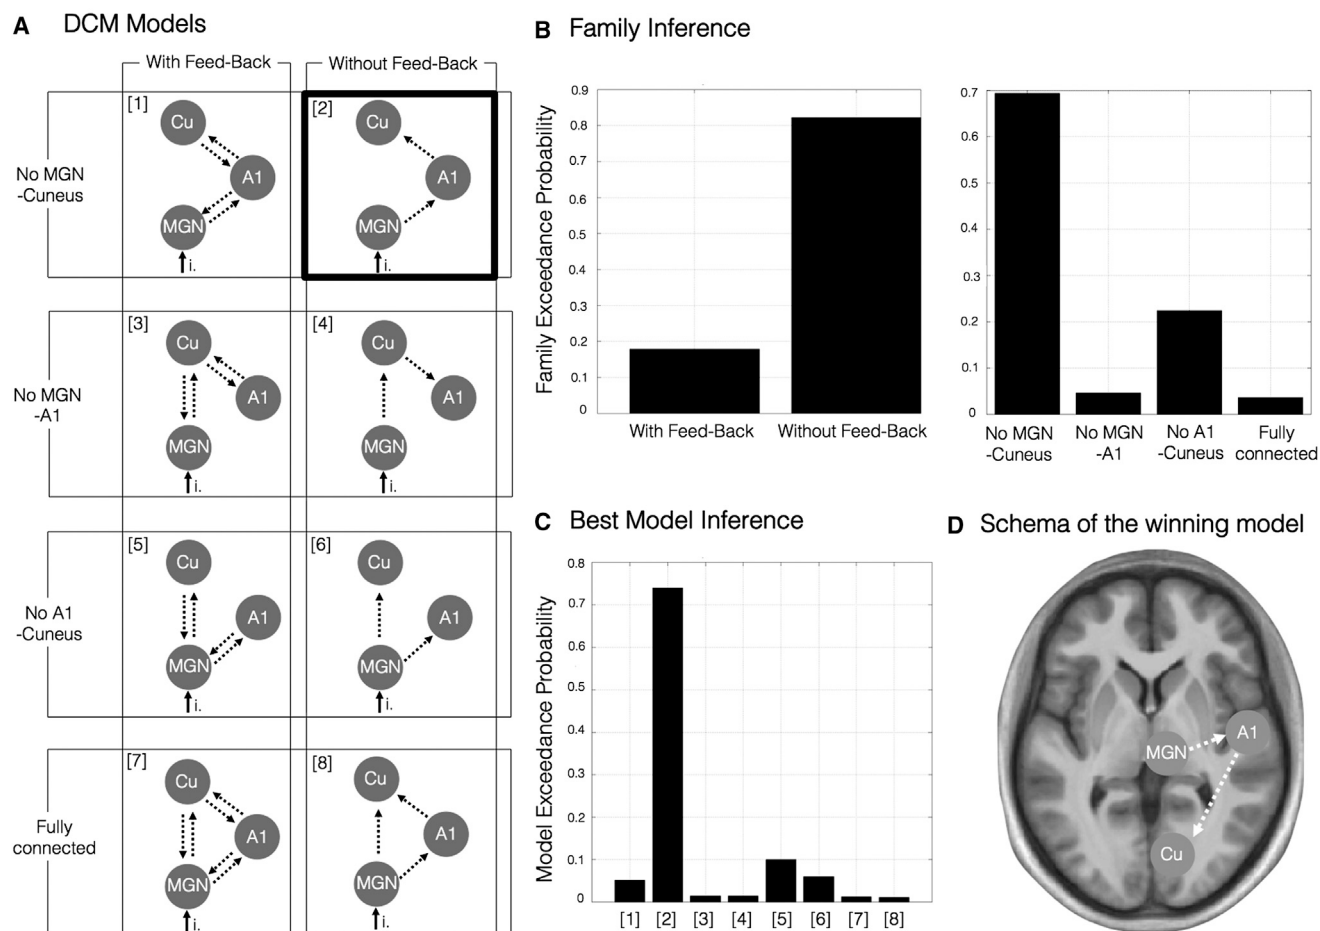 A DCM Models
With Feed-Back
Without Feed-Back
No MGN
-Cuneus
[1]
Cu
A1
MGN
i.
[2]
Cu
A1
MGN
i.
No MGN
-A1
[3]
Cu
A1
MGN
i.
[4]
Cu
A1
MGN
i.
No A1
-Cuneus
[5]
Cu
A1
MGN
i.
[6]
Cu
A1
MGN
i.
Fully
connected
[7]
Cu
A1
MGN
i.
[8]
Cu
A1
MGN
i.
B Family Inference
Family Exceedance Probability
0.9
0.8
0.7
0.6
0.5
0.4
0.3
0.2
0.1
0
With Feed-Back
Without Feed-Back
0.7
0.6
0.5
0.4
0.3
0.2
0.1
0
No MGN
-Cuneus
No MGN
-A1
No A1
-Cuneus
Fully
connected
C Best Model Inference
Model Exceedance Probability
0.8
0.7
0.6
0.5
0.4
0.3
0.2
0.1
0
[1] [2] [3] [4] [5] [6] [7] [8]
D Schema of the winning model
MGN
A1
Cu